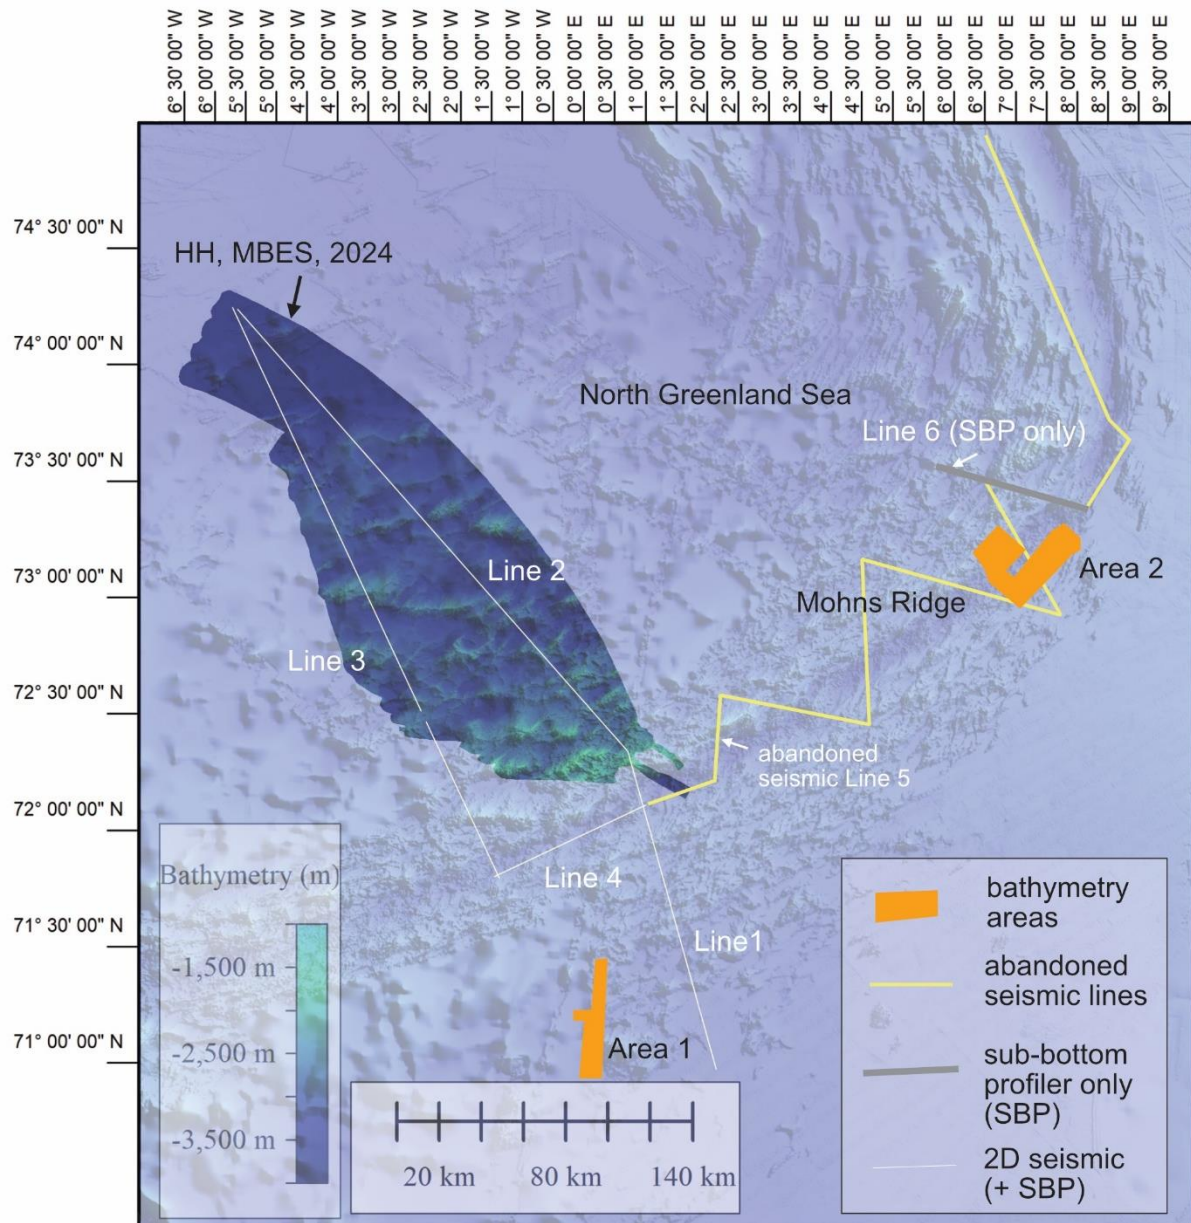 6° 30' 00" W
6° 00' 00" W
5° 30' 00" W
5° 00' 00" W
4° 30' 00" W
4° 00' 00" W
3° 30' 00" W
3° 00' 00" W
2° 30' 00" W
2° 00' 00" W
1° 30' 00" W
1° 00' 00" W
0° 30' 00" W
0° 00' 00" E
0° 30' 00" E
1° 00' 00" E
1° 30' 00" E
2° 00' 00" E
2° 30' 00" E
3° 00' 00" E
3° 30' 00" E
4° 00' 00" E
4° 30' 00" E
5° 00' 00" E
5° 30' 00" E
6° 00' 00" E
6° 30' 00" E
7° 00' 00" E
7° 30' 00" E
8° 00' 00" E
8° 30' 00" E
9° 00' 00" E
9° 30' 00" E
74° 30' 00" N
HH, MBES, 2024
74° 00' 00" N
North Greenland Sea
Line 6 (SBP only)
73° 30' 00" N
73° 00' 00" N
Line 2
Area 2
Mohns Ridge
Line 3
72° 30' 00" N
abandoned
seismic Line 5
72° 00' 00" N
Line 4
71° 30' 00" N
Line1
71° 00' 00" N
Area 1
Bathymetry (m)
-1,500 m
-2,500 m
-3,500 m
20 km
80 km
140 km
bathymetry
areas
abandoned
seismic lines
sub-bottom
profiler only
(SBP)
2D seismic
(+ SBP)